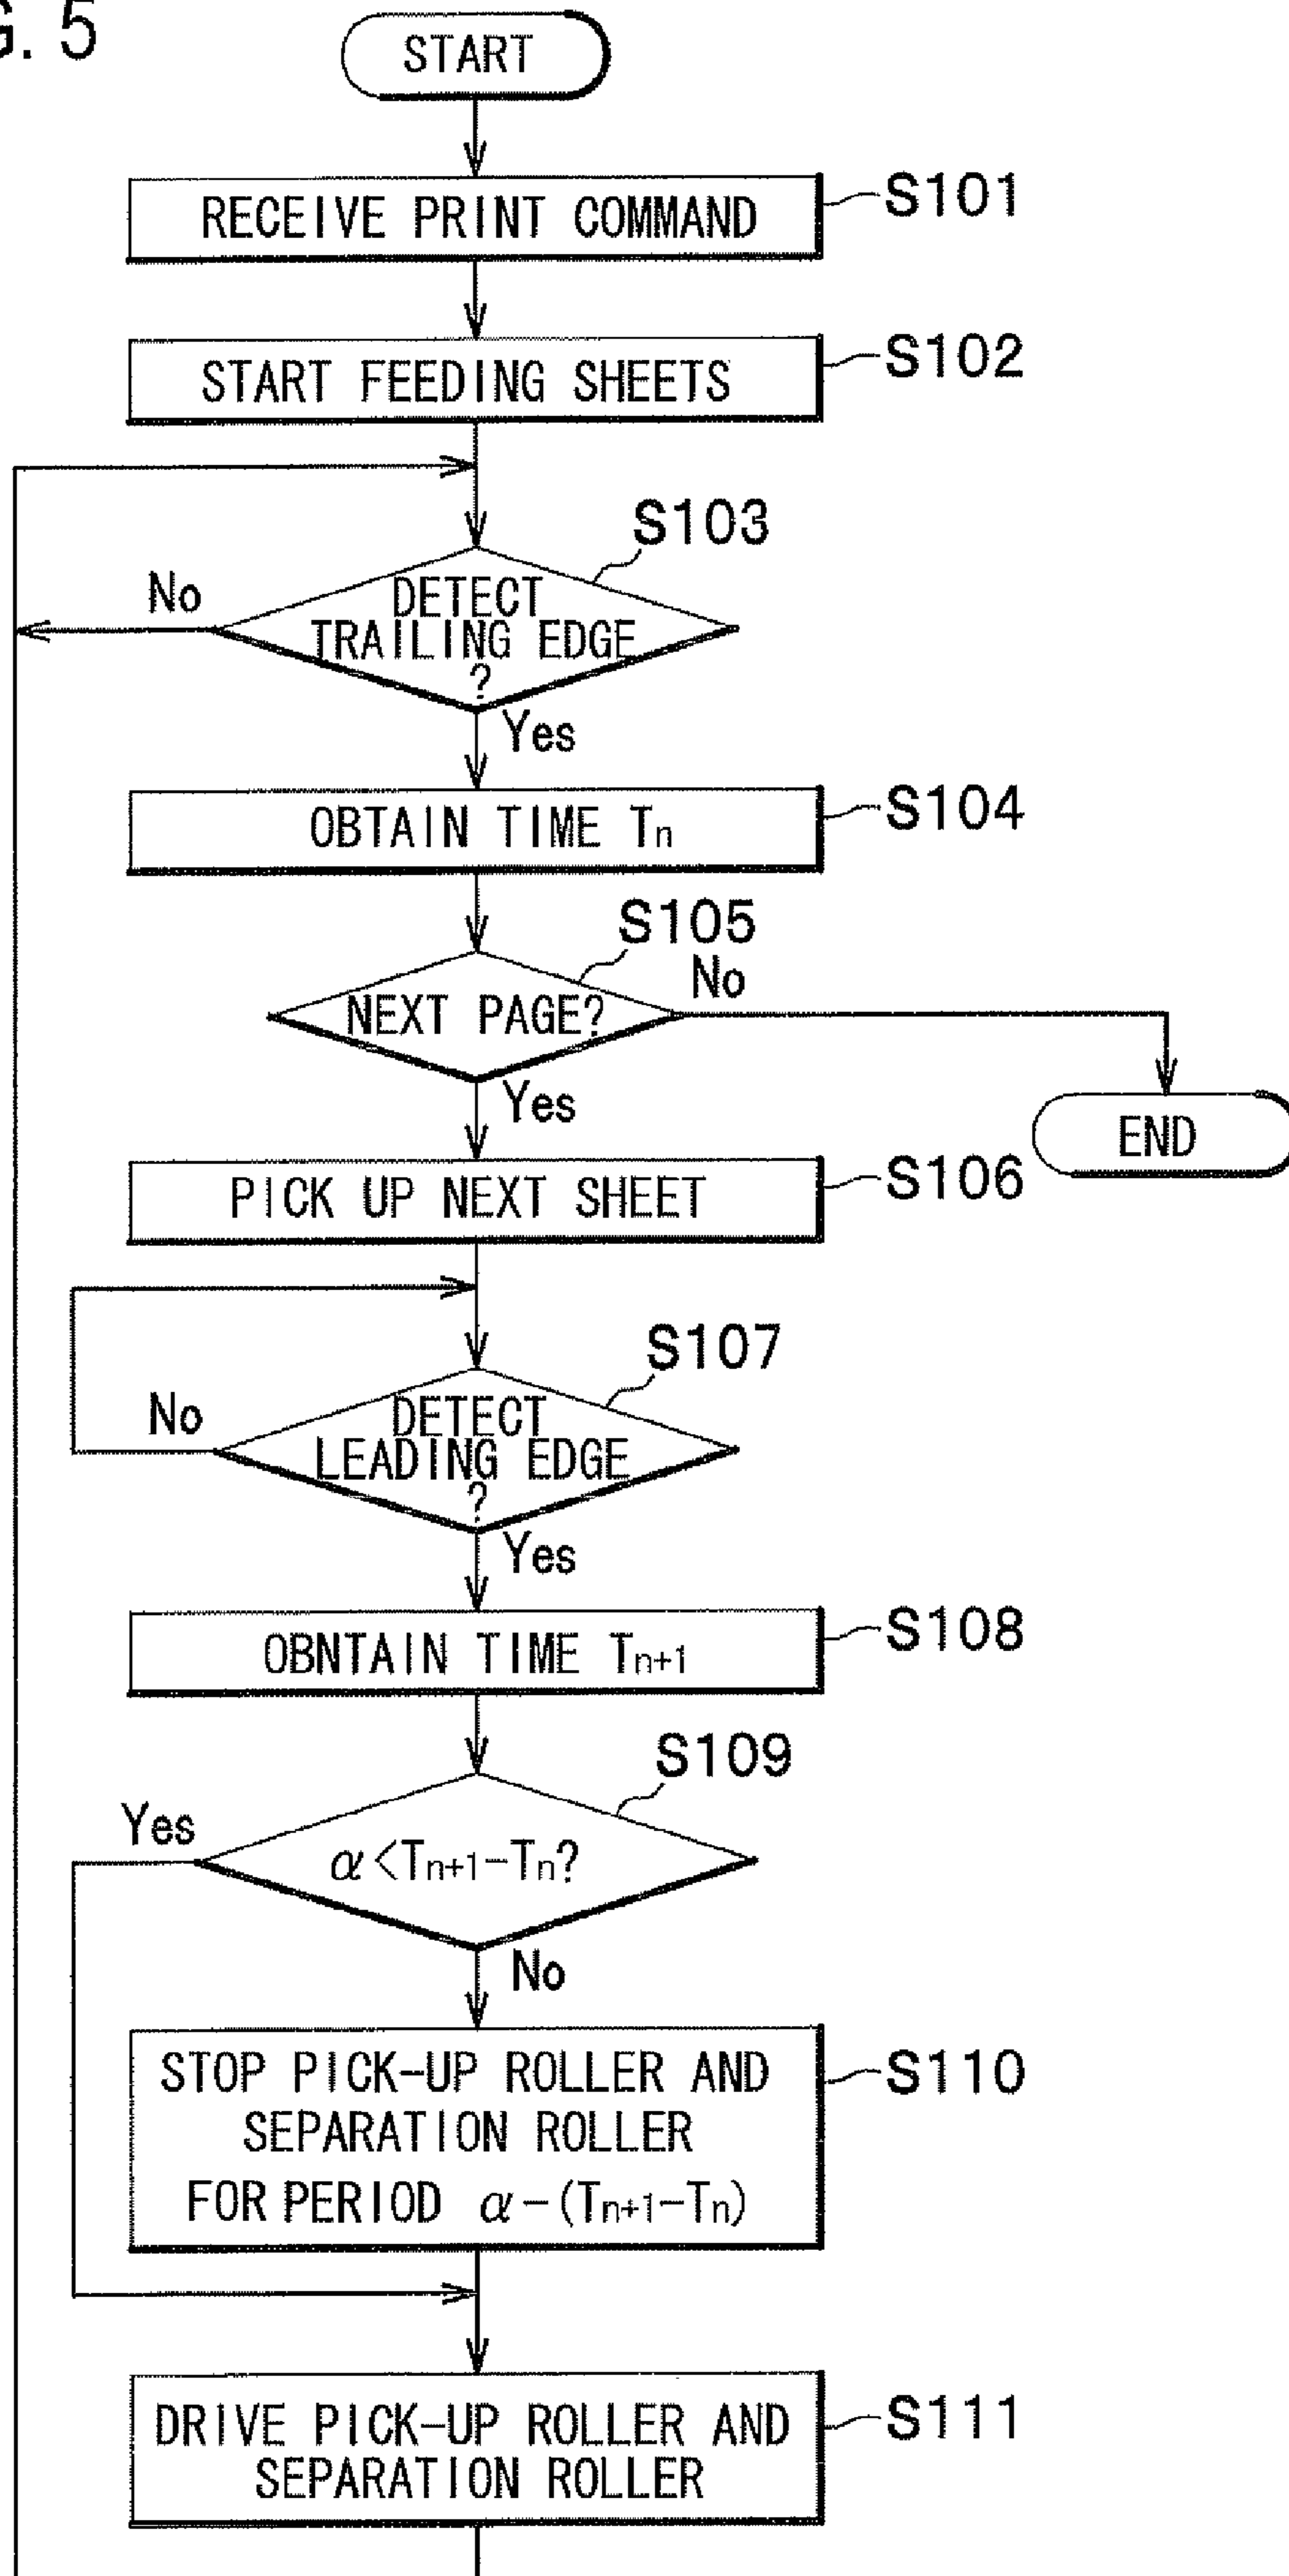 G. 5
START
RECEIVE PRINT COMMAND
S101
START FEEDING SHEETS
S102
S103
No
DETECT
TRAILING EDGE
?
Yes
OBTAIN TIME Tn
S104
S105
NEXT PAGE?
No
Yes
END
PICK UP NEXT SHEET
S106
S107
No
DETECT
LEADING EDGE
?
Yes
OBNTAIN TIME Tn+1
S108
S109
Yes
α<Tn+1-Tn?
No
STOP PICK-UP ROLLER AND
SEPARATION ROLLER
FOR PERIOD α-(Tn+1-Tn)
S110
DRIVE PICK-UP ROLLER AND
SEPARATION ROLLER
S111